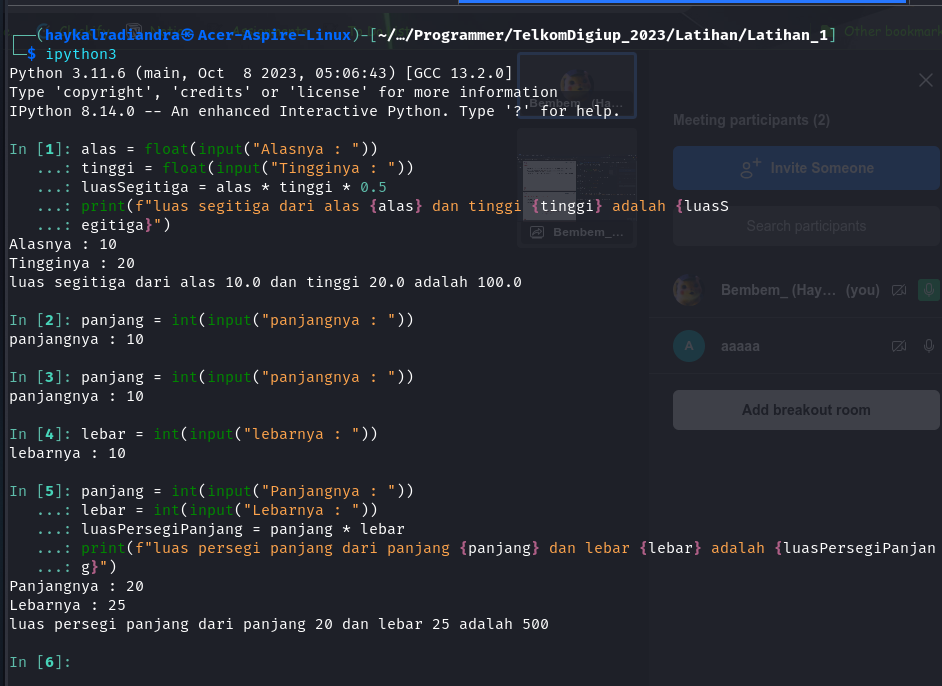 ┌──(haykalradiandra㉿Acer-Aspire-Linux)-[~/…/Programmer/TelkomDigiup_2023/Latihan/Latihan_1]
Other bookmark
└─$ ipython3
Python 3.11.6 (main, Oct  8 2023, 05:06:43) [GCC 13.2.0]
Type 'copyright', 'credits' or 'license' for more information
IPython 8.14.0 -- An enhanced Interactive Python. Type '?' for help.
In [1]: alas = float(input("Alasnya : "))
   ...: tinggi = float(input("Tingginya : "))
   ...: luasSegitiga = alas * tinggi * 0.5
   ...: print(f"luas segitiga dari alas {alas} dan tinggi {tinggi} adalah {luasS
   ...: egitiga}")
Alasnya : 10
Tingginya : 20
luas segitiga dari alas 10.0 dan tinggi 20.0 adalah 100.0
In [2]: panjang = int(input("panjangnya : "))
panjangnya : 10
In [3]: panjang = int(input("panjangnya : "))
panjangnya : 10
In [4]: lebar = int(input("lebarnya : "))
lebarnya : 10
In [5]: panjang = int(input("Panjangnya : "))
   ...: lebar = int(input("Lebarnya : "))
   ...: luasPersegiPanjang = panjang * lebar
   ...: print(f"luas persegi panjang dari panjang {panjang} dan lebar {lebar} adalah {luasPersegiPanjan
   ...: g}")
Panjangnya : 20
Lebarnya : 25
luas persegi panjang dari panjang 20 dan lebar 25 adalah 500
In [6]:
Bembem_ (Ha...
Bembem_...
Meeting participants (2)
Invite Someone
Search participants
Bembem_ (Hay... (you)
A aaaaa
Add breakout room